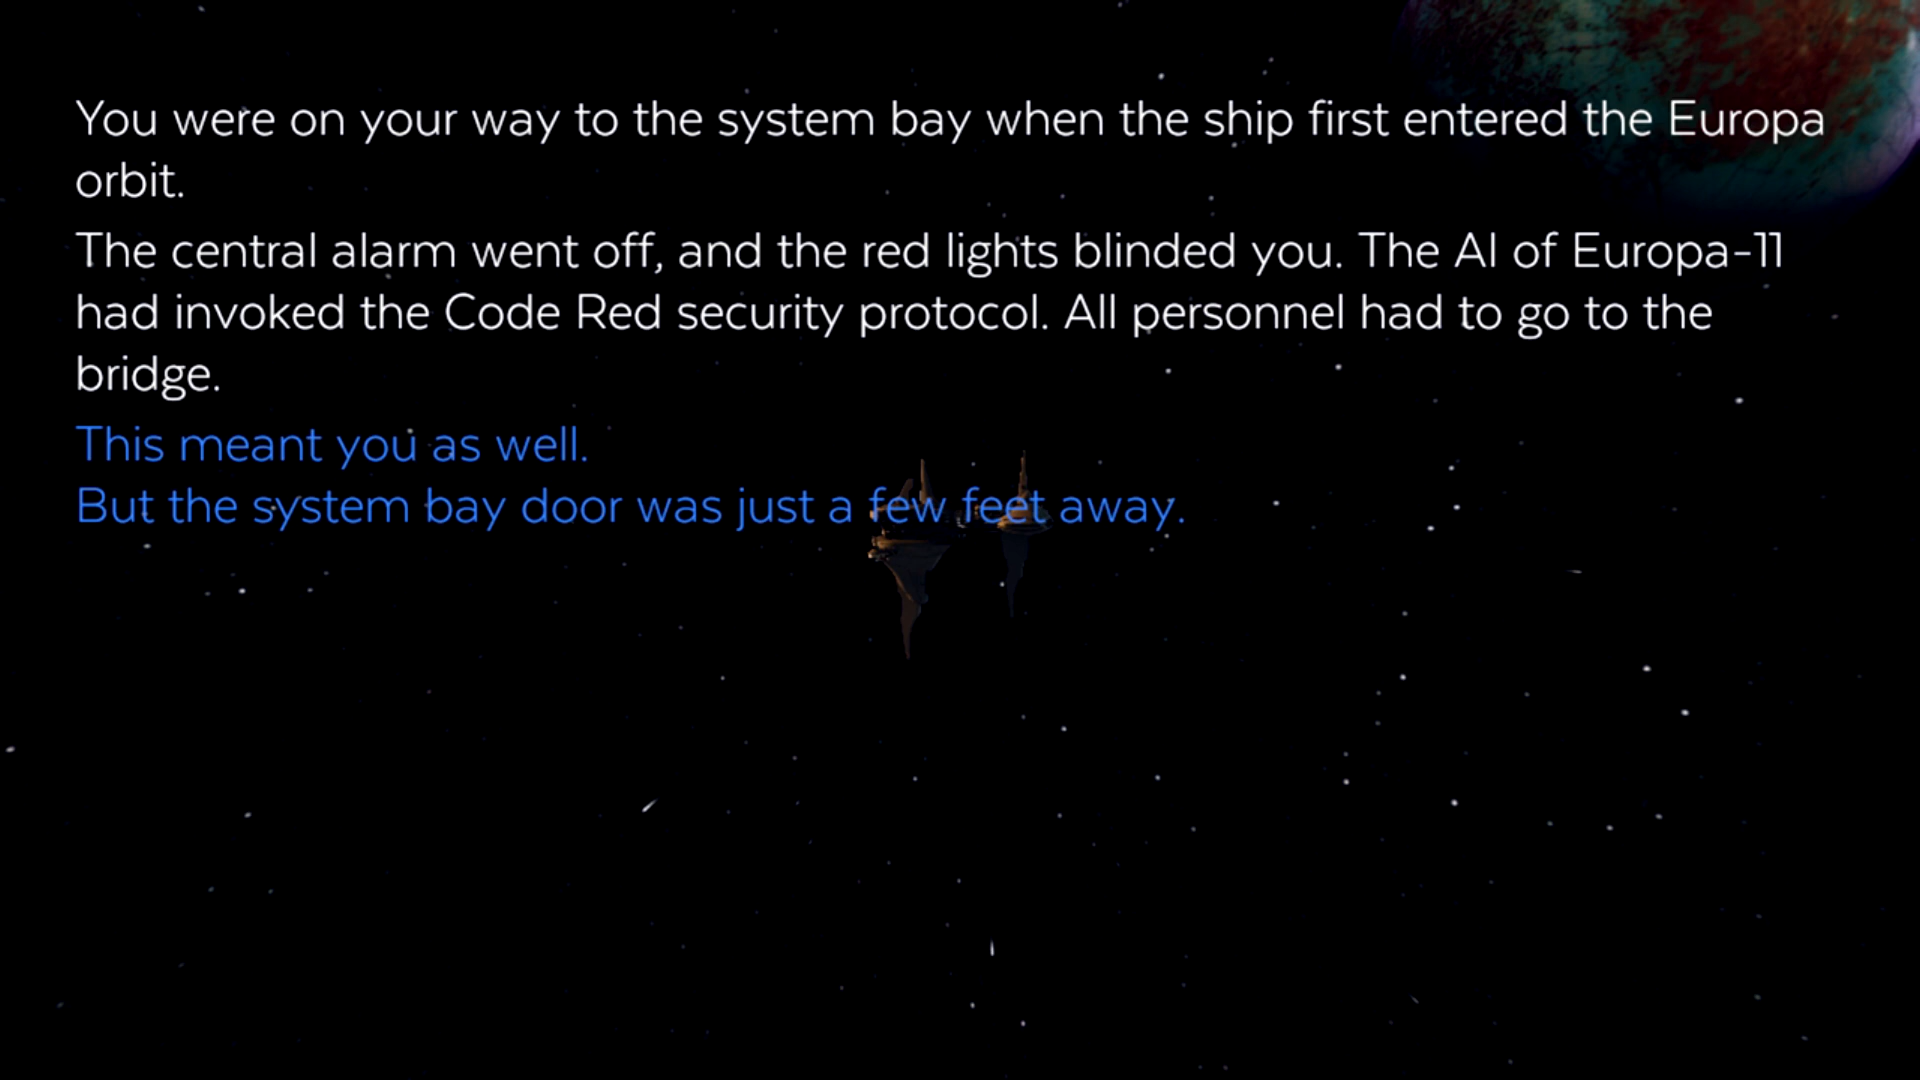 You were on your way to the system bay when the ship first entered the Europa
orbit.
The central alarm went off, and the red lights blinded you. The AI of Europa-11
had invoked the Code Red security protocol. All personnel had to go to the
bridge.
This meant you as well.
But the system bay door was just a few feet away.